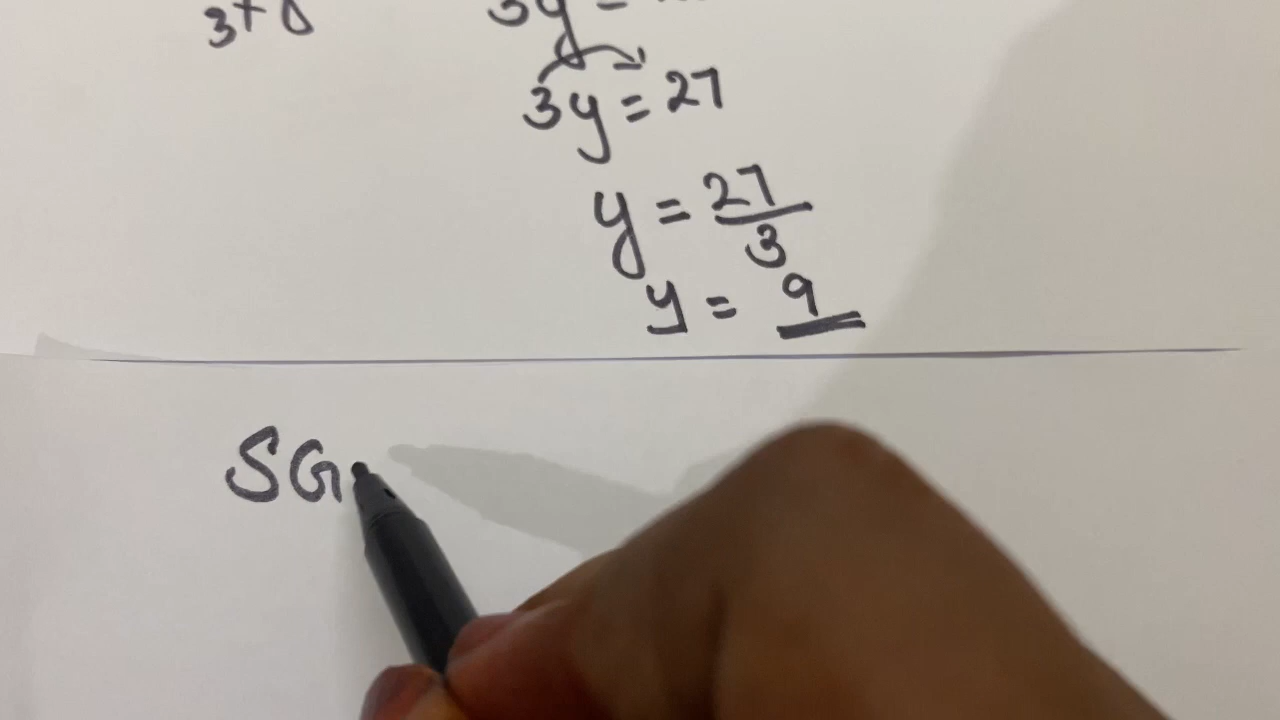 3y = 27
y = 27/3
y = 9
SG